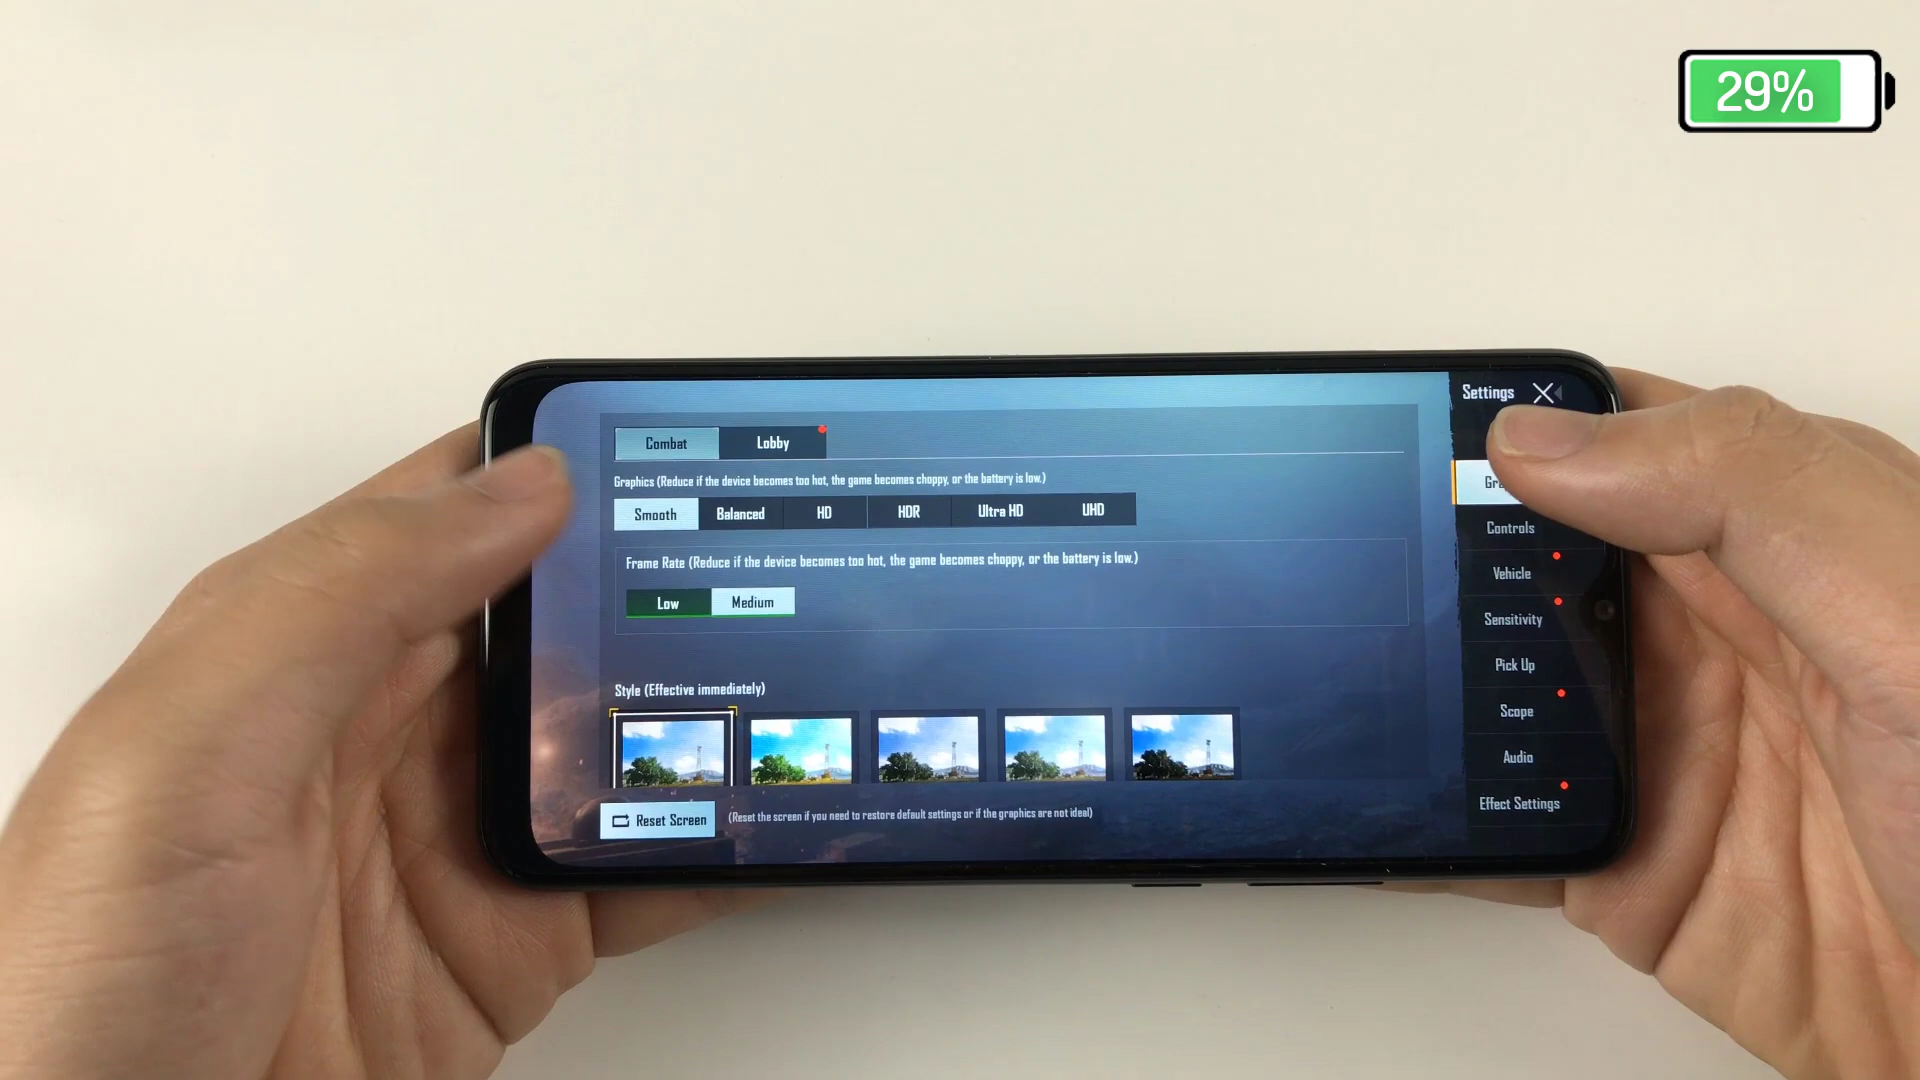 29%
Settings
Combat
Lobby
Graphics (Reduce if the device becomes too hot, the game becomes choppy, or the battery is low.)
Smooth
Balanced
HD
HDR
Ultra HD
UHD
Frame Rate (Reduce if the device becomes too hot, the game becomes choppy, or the battery is low.)
Low
Medium
Style (Effective immediately)
Reset Screen
(Reset the screen if you need to restore default settings or if the graphics are not ideal)
Controls
Vehicle
Sensitivity
Pick Up
Scope
Audio
Effect Settings